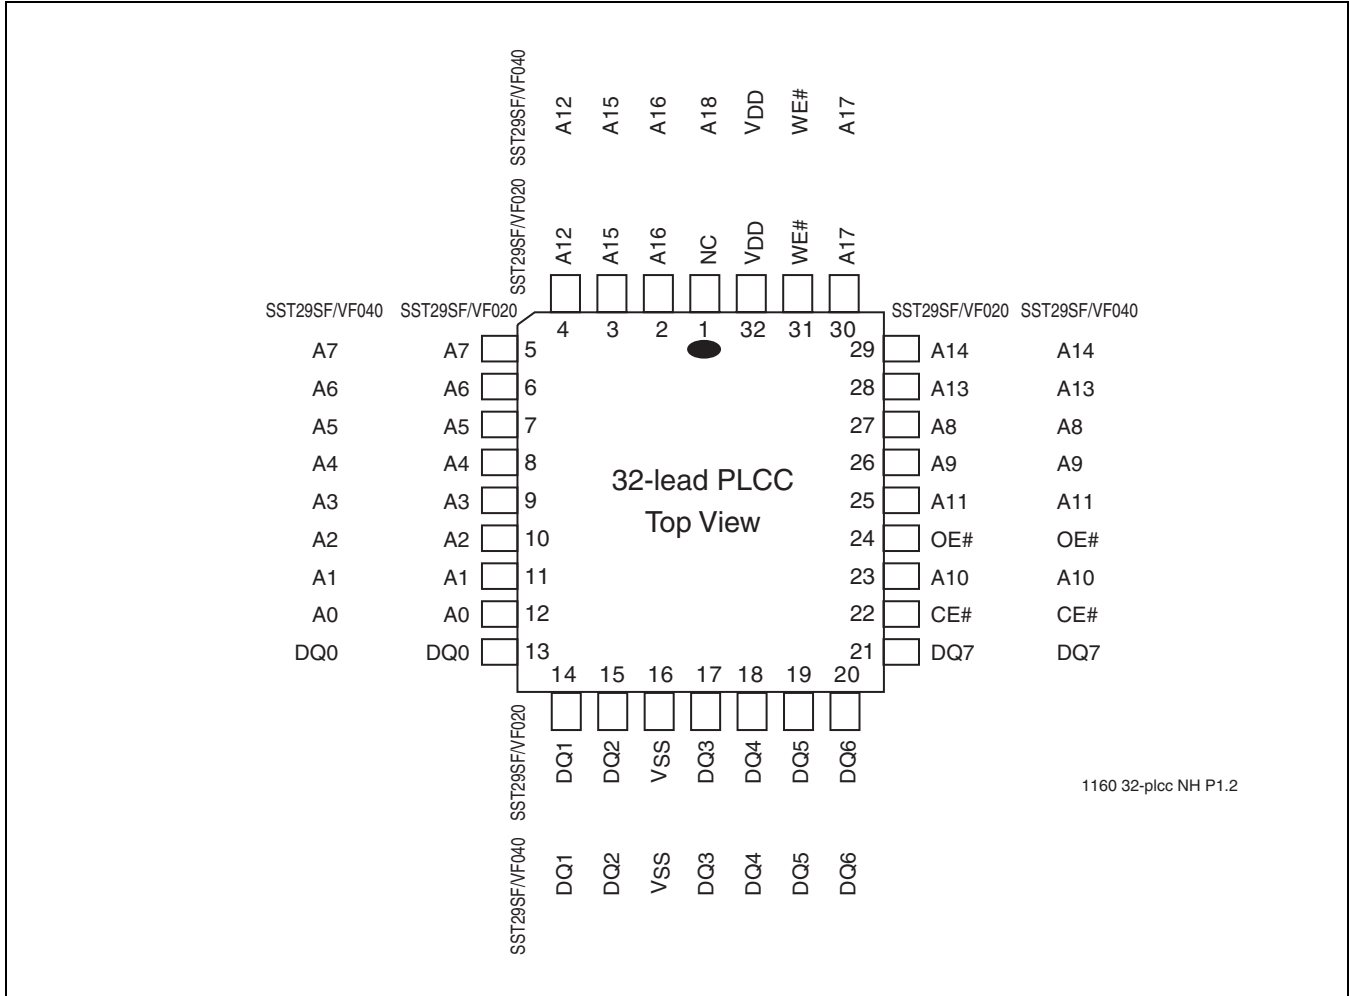 SST29SF/VF040 A12 A15 A16 A18 VDD WE# A17
SST29SF/VF020 A12 A15 A16 NC VDD WE# A17
SST29SF/VF040 SST29SF/VF020 SST29SF/VF020 SST29SF/VF040
4 3 2 1 32 31 30
A7 A7 5 29 A14 A14
A6 A6 6 28 A13 A13
A5 A5 7 27 A8 A8
A4 A4 8 26 A9 A9
32-lead PLCC
A3 A3 9 25 A11 A11
Top View
A2 A2 10 24 OE# OE#
A1 A1 11 23 A10 A10
A0 A0 12 22 CE# CE#
DQ0 DQ0 13 21 DQ7 DQ7
14 15 16 17 18 19 20
SST29SF/VF020 DQ1 DQ2 VSS DQ3 DQ4 DQ5 DQ6
1160 32-plcc NH P1.2
SST29SF/VF040 DQ1 DQ2 VSS DQ3 DQ4 DQ5 DQ6